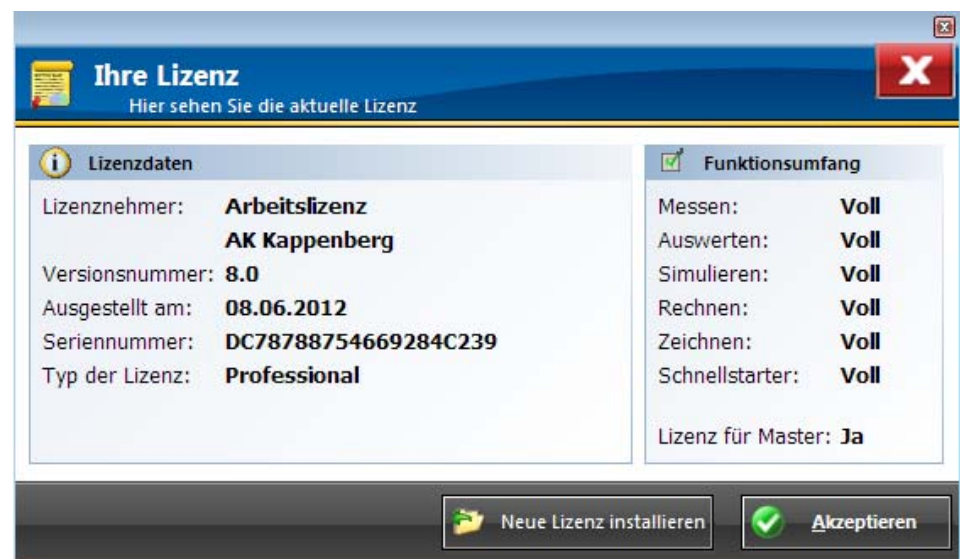 Ihre Lizenz
Hier sehen Sie die aktuelle Lizenz
Lizenzdaten
Lizenznehmer: Arbeitslizenz
AK Kappenberg
Versionsnummer: 8.0
Ausgestellt am: 08.06.2012
Seriennummer: DC78788754669284C239
Typ der Lizenz: Professional
Funktionsumfang
Messen: Voll
Auswerten: Voll
Simulieren: Voll
Rechnen: Voll
Zeichnen: Voll
Schnellstarter: Voll
Lizenz für Master: Ja
Neue Lizenz installieren
Akzeptieren